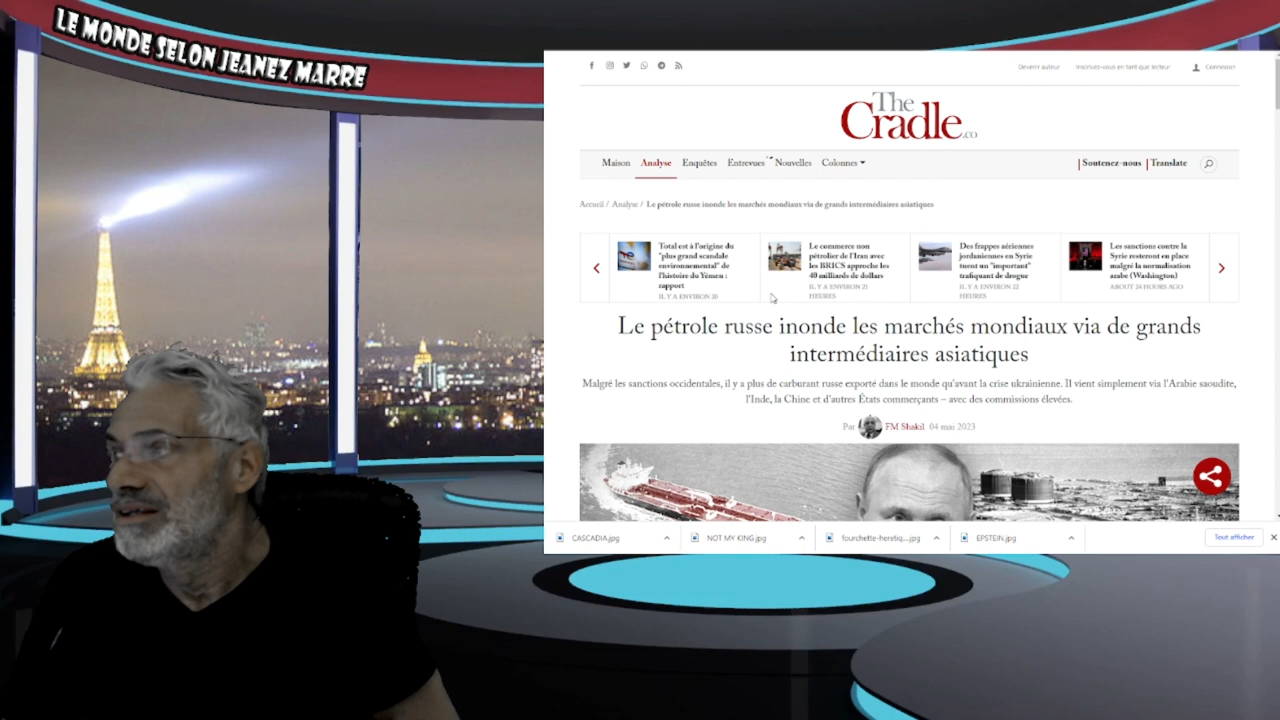 LE MONDE SELON JEANEZ MARRE
Devenir auteur
Inscrivez-vous en tant que lecteur
Connexion
The
Cradle.co
Maison Analyse Enquêtes Entrevues Nouvelles Colonnes
Soutenez-nous Translate
Accueil / Analyse / Le pétrole russe inonde les marchés mondiaux via de grands intermédiaires asiatiques
Total est à l'origine du
"plus grand scandale
environnemental" de
l'histoire du Yémen :
rapport
IL Y A ENVIRON 20
Le commerce non
pétrolier de l'Iran avec
les BRICS approche les
40 milliards de dollars
IL Y A ENVIRON 21
HEURES
Des frappes aériennes
jordaniennes en Syrie
tuent un "important"
trafiquant de drogue
IL Y A ENVIRON 22
HEURES
Les sanctions contre la
Syrie resteront en place
malgré la normalisation
arabe (Washington)
ABOUT 24 HOURS AGO
Le pétrole russe inonde les marchés mondiaux via de grands
intermédiaires asiatiques
Malgré les sanctions occidentales, il y a plus de carburant russe exporté dans le monde qu'avant la crise ukrainienne. Il vient simplement via l'Arabie saoudite,
l'Inde, la Chine et d'autres États commerçants – avec des commissions élevées.
Par FM Shakil 04 mai 2023
CASCADIA.jpg
NOT MY KING.jpg
fourchette-heretiq....jpg
EPSTEIN.jpg
Tout afficher